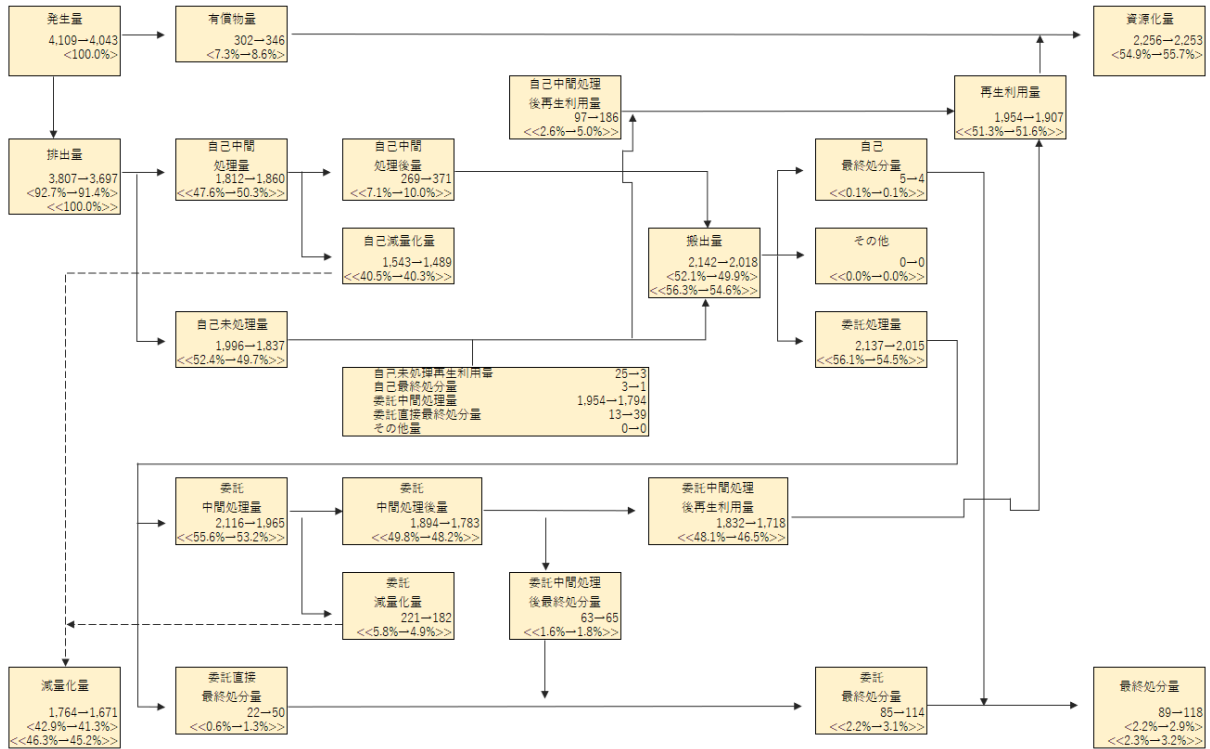 発生量
4,109→4,043
<100.0%>
有償物量
302→346
<7.3%→8.6%>
資源化量
2,256→2,253
<54.9%→55.7%>
自己中間処理
後再生利用量
97→186
<<2.6%→5.0%>>
再生利用量
1,954→1,907
<<51.3%→51.6%>>
排出量
3,807→3,697
<92.7%→91.4%>
<<100.0%>>
自己中間
処理量
1,812→1,860
<<47.6%→50.3%>>
自己中間
処理後量
269→371
<<7.1%→10.0%>>
自己
最終処分量
5→4
<<0.1%→0.1%>>
自己減量化量
1,543→1,489
<<40.5%→40.3%>>
搬出量
2,142→2,018
<52.1%→49.9%>
<<56.3%→54.6%>>
その他
0→0
<<0.0%→0.0%>>
自己未処理量
1,996→1,837
<<52.4%→49.7%>>
委託処理量
2,137→2,015
<<56.1%→54.5%>>
自己未処理再生利用量 25→3
自己最終処分量 3→1
委託中間処理量 1,954→1,794
委託直接最終処分量 13→39
その他量 0→0
委託
中間処理量
2,116→1,965
<<55.6%→53.2%>>
委託
中間処理後量
1,894→1,783
<<49.8%→48.2%>>
委託中間処理
後再生利用量
1,832→1,718
<<48.1%→46.5%>>
委託
減量化量
221→182
<<5.8%→4.9%>>
委託中間処理
後最終処分量
63→65
<<1.6%→1.8%>>
減量化量
1,764→1,671
<42.9%→41.3%>
<<46.3%→45.2%>>
委託直接
最終処分量
22→50
<<0.6%→1.3%>>
委託
最終処分量
85→114
<<2.2%→3.1%>>
最終処分量
89→118
<2.2%→2.9%>
<<2.3%→3.2%>>